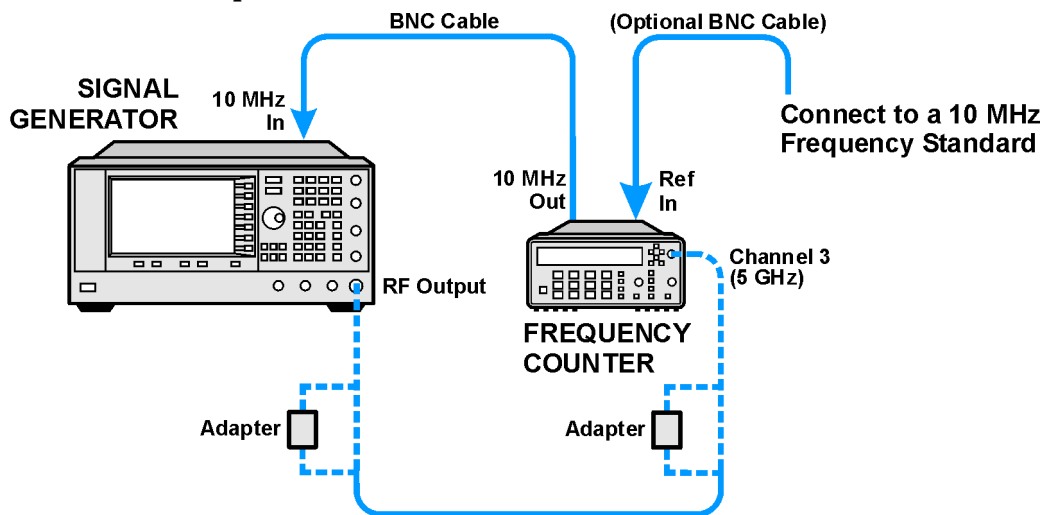 BNC Cable
(Optional BNC Cable)
SIGNAL
GENERATOR
10 MHz
In
Connect to a 10 MHz
Frequency Standard
10 MHz
Out
Ref
In
Channel 3
(5 GHz)
RF Output
FREQUENCY
COUNTER
Adapter
Adapter